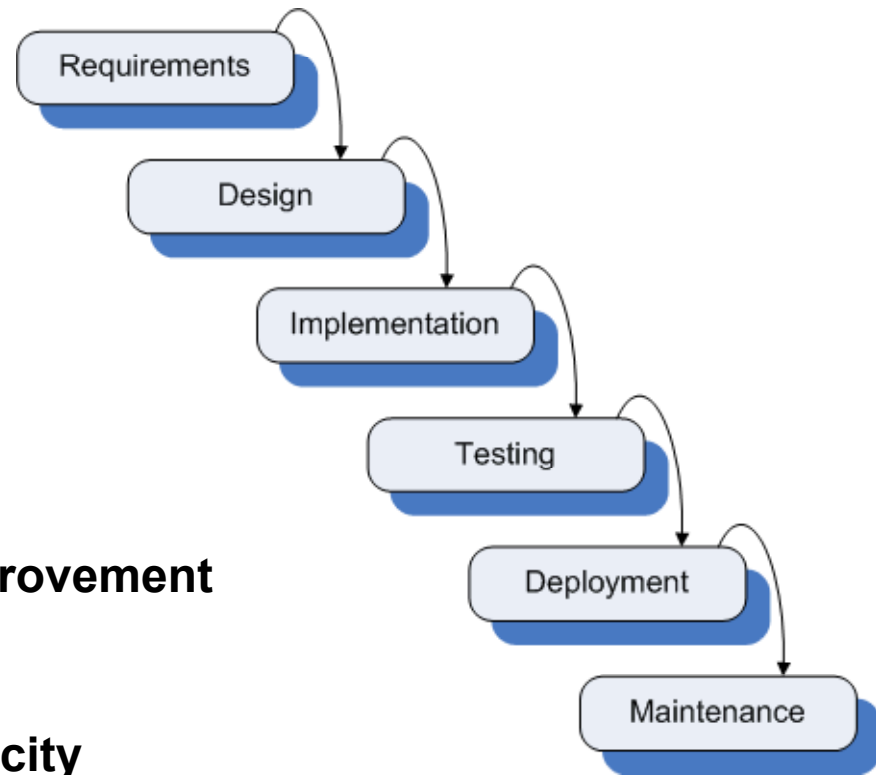 Requirements
Design
Implementation
Testing
rovement
Deployment
Maintenance
city